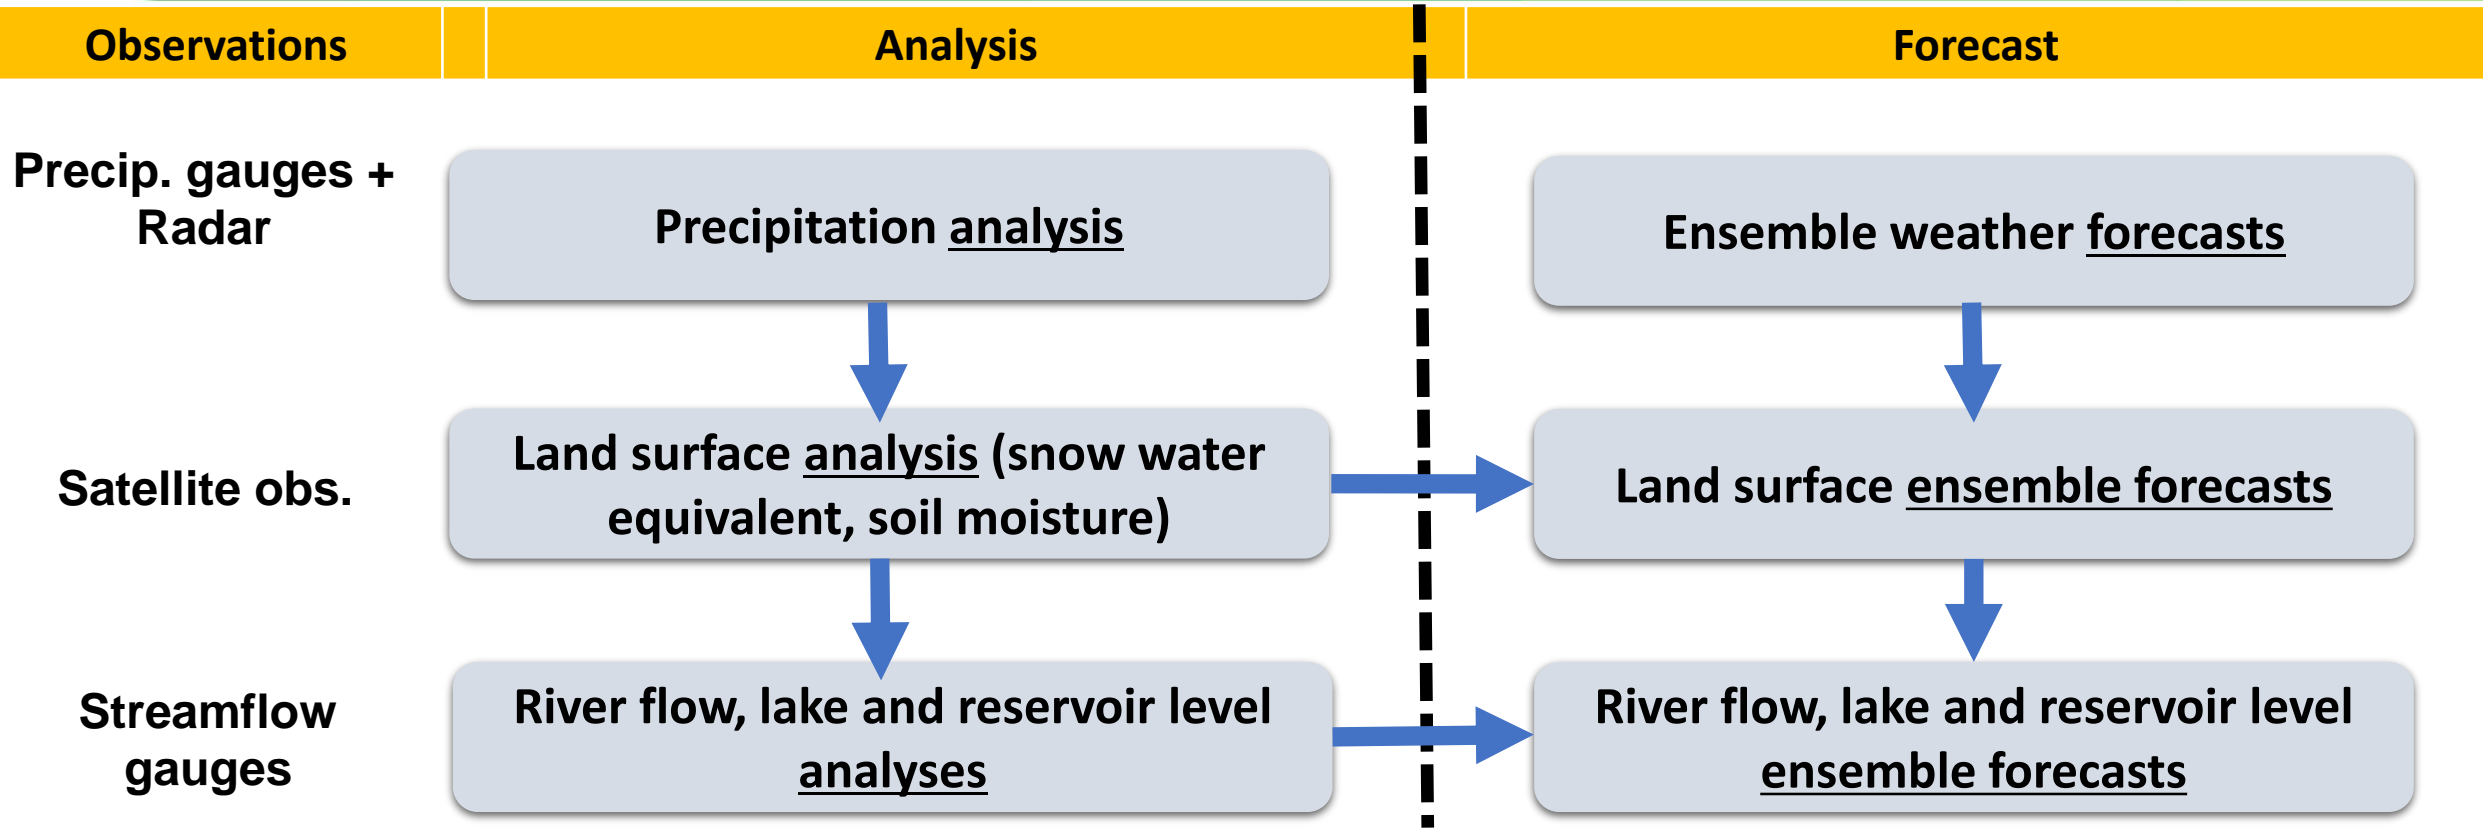 Observations
Analysis
Forecast
Precip. gauges +
Radar
Precipitation analysis
Ensemble weather forecasts
Satellite obs.
Land surface analysis (snow water
equivalent, soil moisture)
Land surface ensemble forecasts
Streamflow
gauges
River flow, lake and reservoir level
analyses
River flow, lake and reservoir level
ensemble forecasts